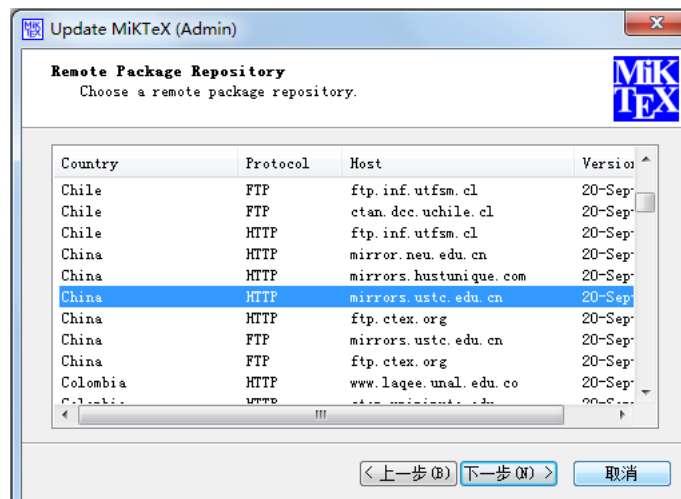 Update MiKTeX (Admin)
Remote Package Repository
Choose a remote package repository.
MiK
TEX
Country Protocol Host Version
Chile FTP ftp.inf.utfsm.cl 20-Sep-
Chile FTP ctan.dcc.uchile.cl 20-Sep-
Chile HTTP ftp.inf.utfsm.cl 20-Sep-
China HTTP mirror.neu.edu.cn 20-Sep-
China HTTP mirrors.hustunique.com 20-Sep-
China HTTP mirrors.ustc.edu.cn 20-Sep-
China HTTP ftp.ctex.org 20-Sep-
China FTP mirrors.ustc.edu.cn 20-Sep-
China FTP ftp.ctex.org 20-Sep-
Colombia HTTP www.laqee.unal.edu.co 20-Sep-
< 上一步(B) 下一步(N) > 取消